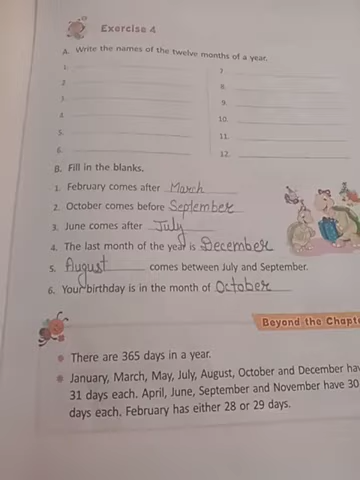 Exercise 4
A. Write the names of the twelve months of a year.
1.
2.
3.
4.
5.
6.
7.
8.
9.
10.
11.
12.
B. Fill in the blanks.
1. February comes after March
2. October comes before September
3. June comes after July
4. The last month of the year is December
5. August comes between July and September.
6. Your birthday is in the month of October
Beyond the Chapte
There are 365 days in a year.
January, March, May, July, August, October and December hav
31 days each. April, June, September and November have 30
days each. February has either 28 or 29 days.